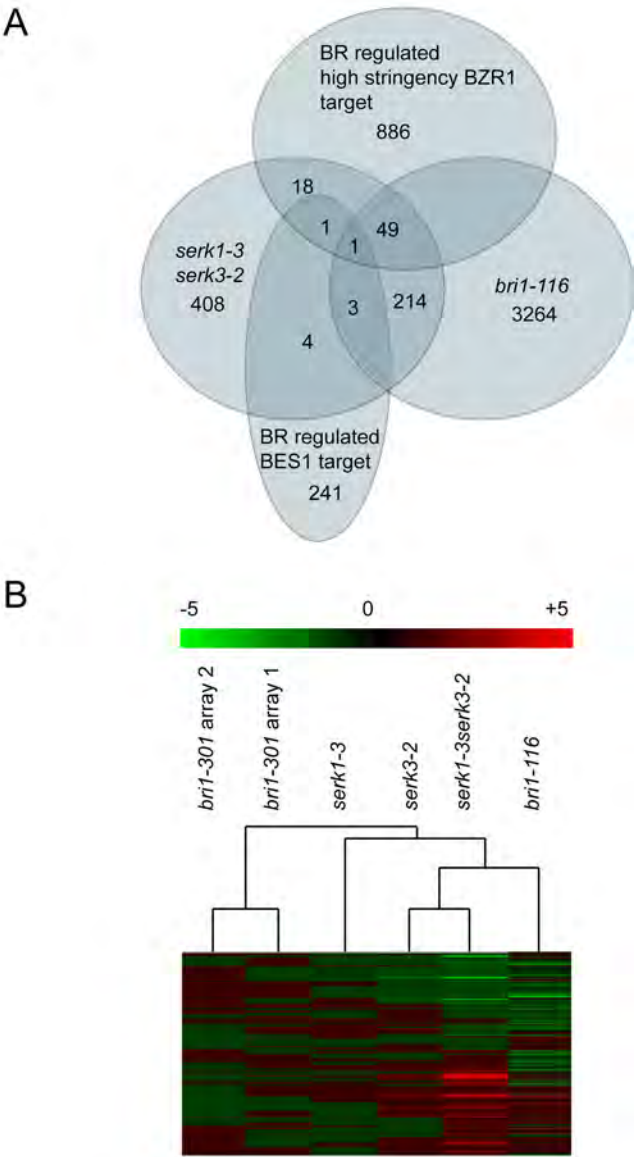 A
BR regulated
high stringency BZR1
target
886
18
1
1
49
serk1-3
serk3-2
408
3
214
bri1-116
3264
4
BR regulated
BES1 target
241
B
-5
0
+5
bri1-301 array 2
bri1-301 array 1
serk1-3
serk3-2
serk1-3serk3-2
bri1-116